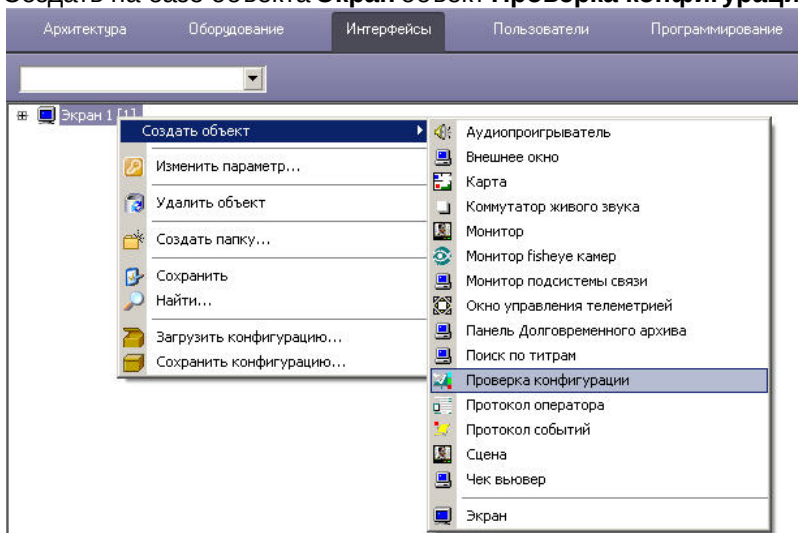 Создать на базе объекта Экран объект Проверка конфигураци
Архитектура Оборудование Интерфейсы Пользователи Программирование
Экран 1 [1]
Создать объект
Изменить параметр...
Удалить объект
Создать папку...
Сохранить
Найти...
Загрузить конфигурацию...
Сохранить конфигурацию...
Аудиопроигрыватель
Внешнее окно
Карта
Коммутатор живого звука
Монитор
Монитор fisheye камер
Монитор подсистемы связи
Окно управления телеметрией
Панель Долговременного архива
Поиск по титрам
Проверка конфигурации
Протокол оператора
Протокол событий
Сцена
Чек вьювер
Экран